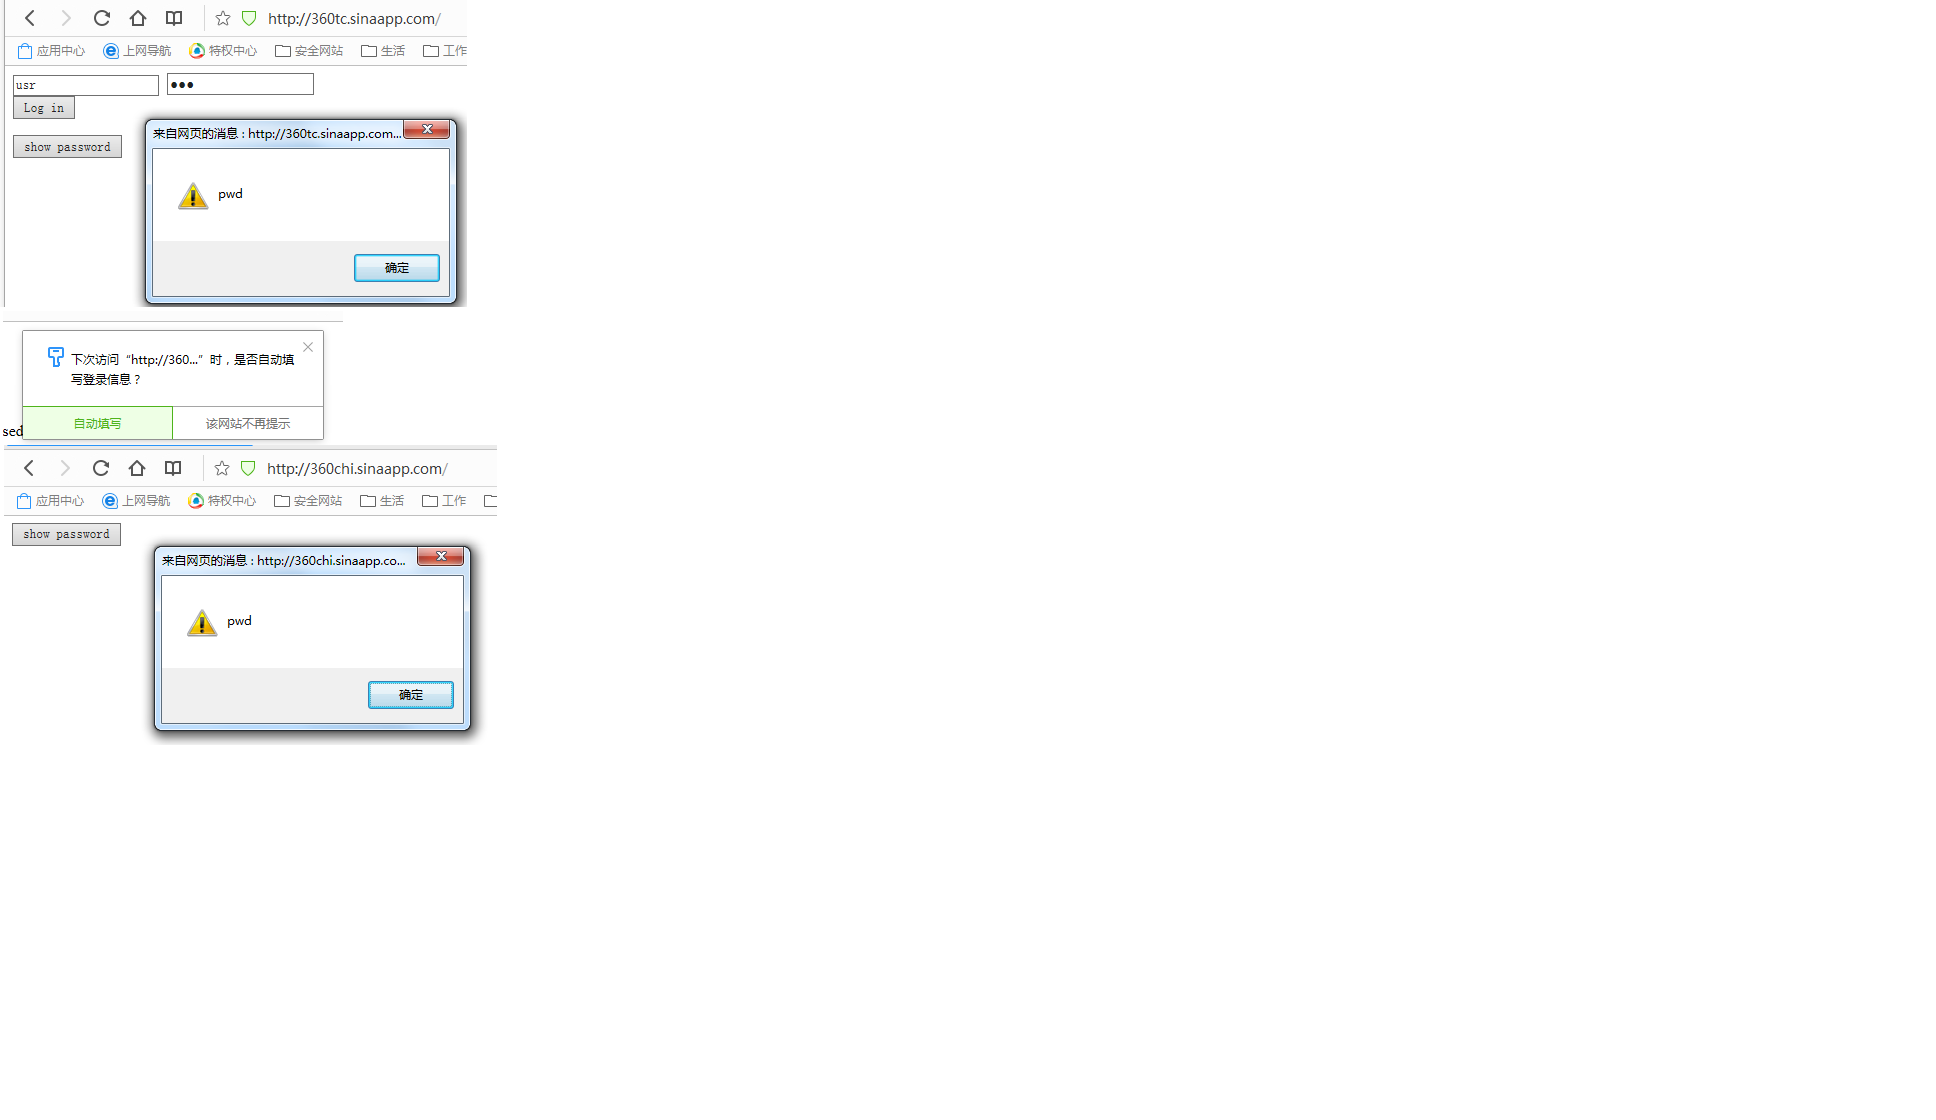 http://360tc.sinaapp.com/
应用中心 上网导航 特权中心 安全网站 生活 工作
usr ●●●
Log in
来自网页的消息 : http://360tc.sinaapp.com...
show password
pwd
确定
下次访问“http://360...”时，是否自动填
写登录信息？
自动填写 该网站不再提示
sed
http://360chi.sinaapp.com/
应用中心 上网导航 特权中心 安全网站 生活 工作
show password
来自网页的消息 : http://360chi.sinaapp.co...
pwd
确定